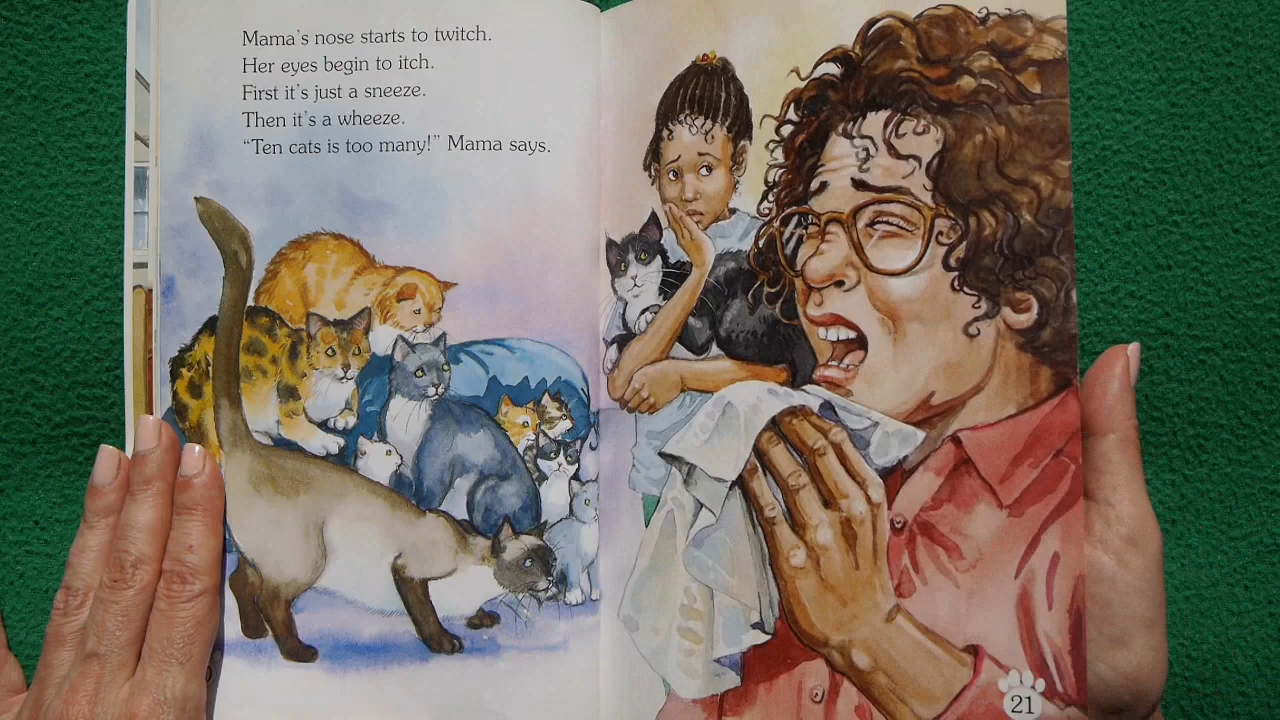 Mama's nose starts to twitch.
Her eyes begin to itch.
First it's just a sneeze.
Then it's a wheeze.
“Ten cats is too many!” Mama says.
21